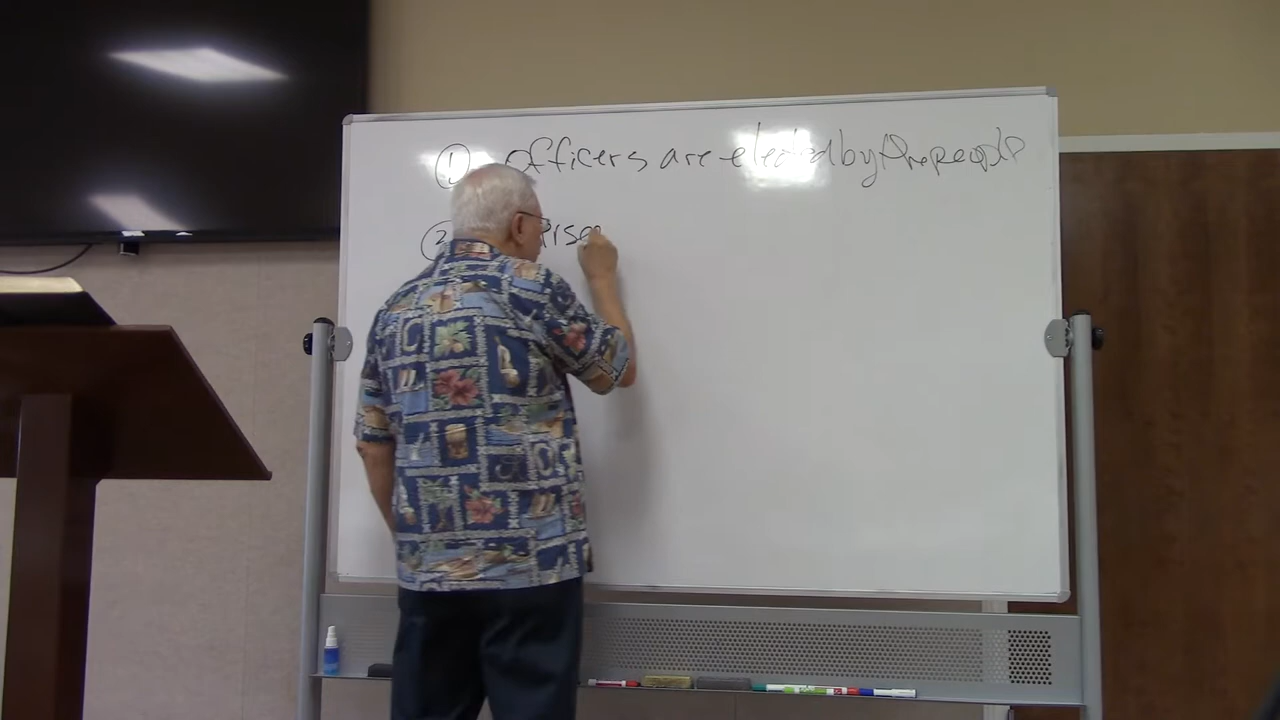 ① Officers are elected by the people
②